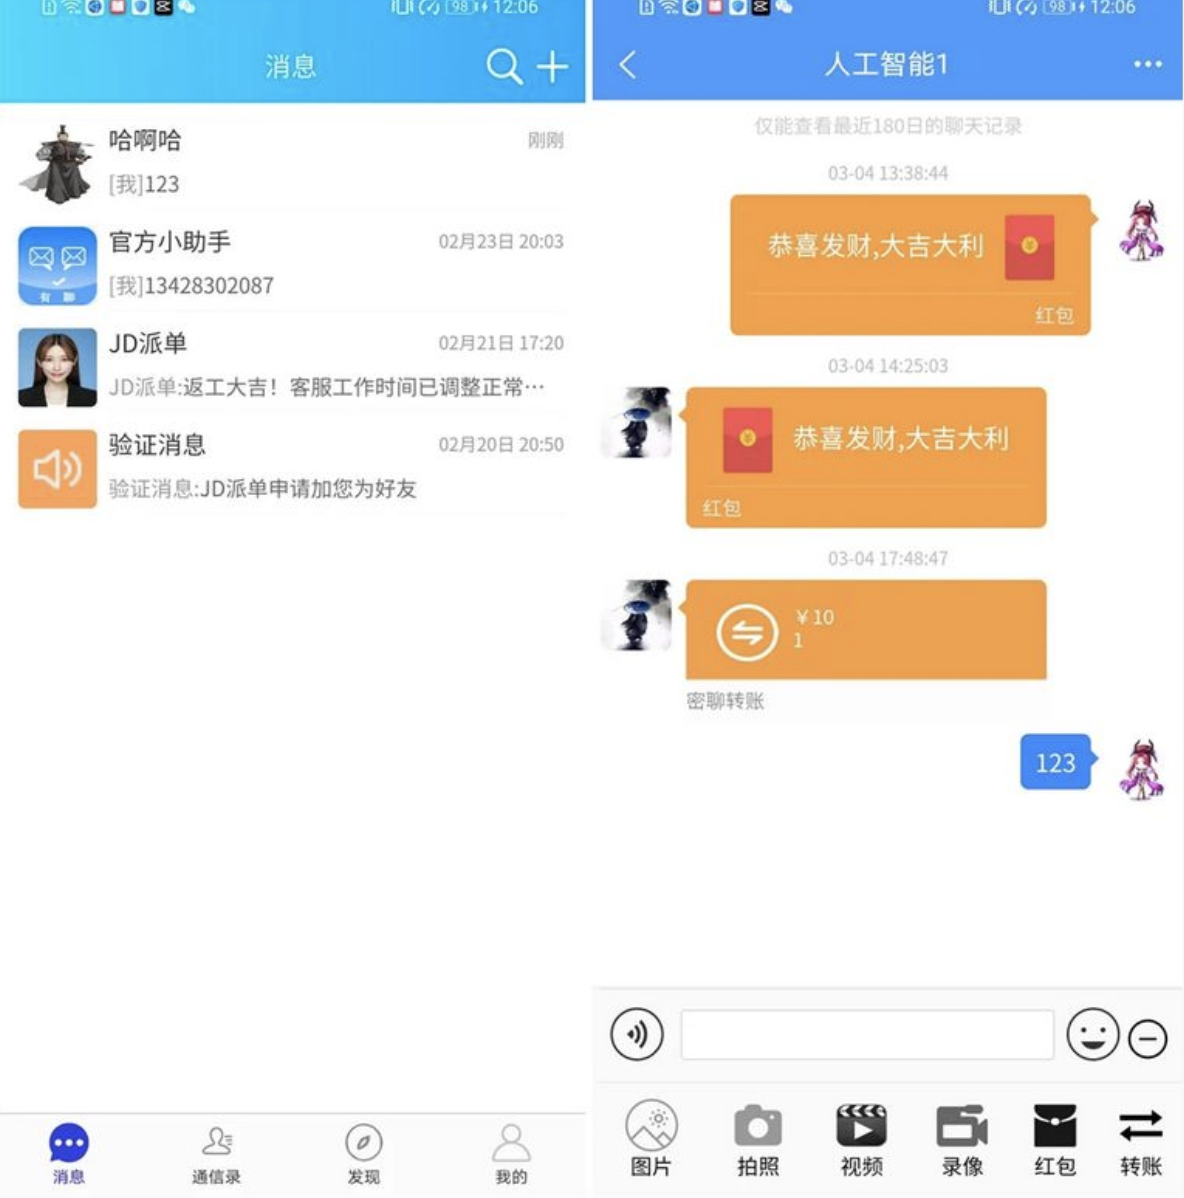 98 12:06
消息
哈啊哈
刚刚
[我]123
有聊
官方小助手
02月23日 20:03
[我]13428302087
JD派单
02月21日 17:20
JD派单:返工大吉！客服工作时间已调整正常…
验证消息
02月20日 20:50
验证消息:JD派单申请加您为好友
消息
通信录
发现
我的
98 12:06
人工智能1
仅能查看最近180日的聊天记录
03-04 13:38:44
恭喜发财,大吉大利
红包
03-04 14:25:03
恭喜发财,大吉大利
红包
03-04 17:48:47
￥10
1
密聊转账
123
图片
拍照
视频
录像
红包
转账